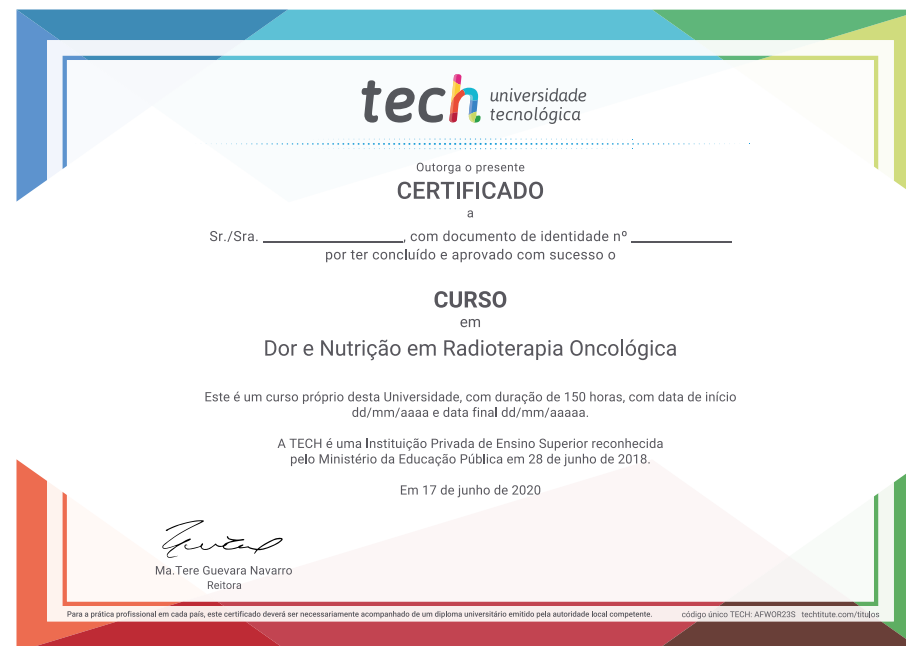 tech universidade
tecnológica
Outorga o presente
CERTIFICADO
a
Sr./Sra. ______________, com documento de identidade nº __________
por ter concluído e aprovado com sucesso o
CURSO
em
Dor e Nutrição em Radioterapia Oncológica
Este é um curso próprio desta Universidade, com duração de 150 horas, com data de início
dd/mm/aaaa e data final dd/mm/aaaaa.
A TECH é uma Instituição Privada de Ensino Superior reconhecida
pelo Ministério da Educação Pública em 28 de junho de 2018.
Em 17 de junho de 2020
Ma.Tere Guevara Navarro
Reitora
Para a prática profissional em cada país, este certificado deverá ser necessariamente acompanhado de um diploma universitário emitido pela autoridade local competente. código único TECH: AFWOR23S techtitute.com/titulos